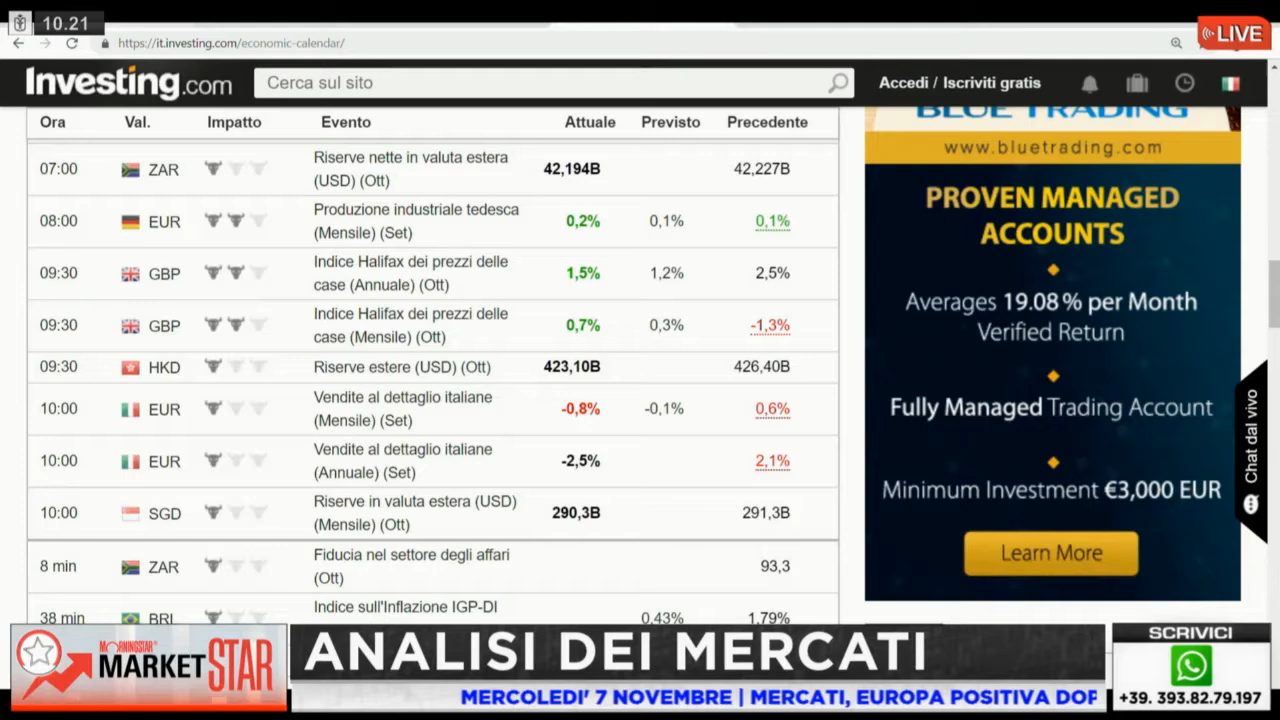 10.21
https://it.investing.com/economic-calendar/
LIVE
Investing.com
Cerca sul sito
Accedi / Iscriviti gratis
Ora Val. Impatto Evento Attuale Previsto Precedente
07:00 ZAR Riserve nette in valuta estera
(USD) (Ott) 42,194B 42,227B
08:00 EUR Produzione industriale tedesca
(Mensile) (Set) 0,2% 0,1% 0,1%
09:30 GBP Indice Halifax dei prezzi delle
case (Annuale) (Ott) 1,5% 1,2% 2,5%
09:30 GBP Indice Halifax dei prezzi delle
case (Mensile) (Ott) 0,7% 0,3% -1,3%
09:30 HKD Riserve estere (USD) (Ott) 423,10B 426,40B
10:00 EUR Vendite al dettaglio italiane
(Mensile) (Set) -0,8% -0,1% 0,6%
10:00 EUR Vendite al dettaglio italiane
(Annuale) (Set) -2,5% 2,1%
10:00 SGD Riserve in valuta estera (USD)
(Mensile) (Ott) 290,3B 291,3B
8 min ZAR Fiducia nel settore degli affari
(Ott) 93,3
38 min BRL Indice sull'Inflazione IGP-DI 0,43% 1,79%
BLUE TRADING
www.bluetrading.com
PROVEN MANAGED
ACCOUNTS
Averages 19.08 % per Month
Verified Return
Fully Managed Trading Account
Minimum Investment €3,000 EUR
Learn More
Chat dal vivo
MORNINGSTAR
MARKET STAR
ANALISI DEI MERCATI
MERCOLEDI' 7 NOVEMBRE | MERCATI, EUROPA POSITIVA DOP
SCRIVICI
+39. 393.82.79.197